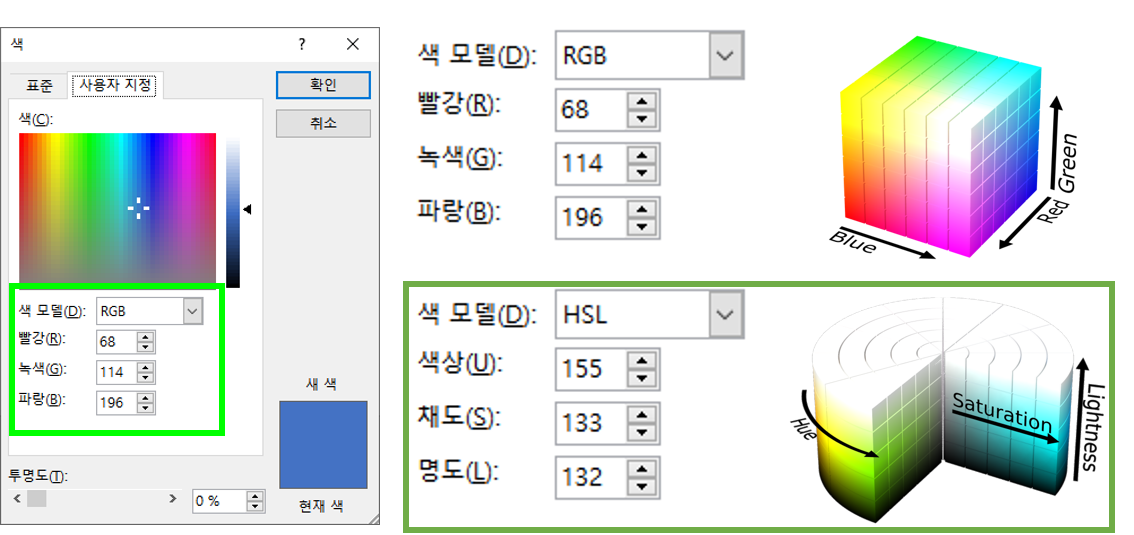 색
?
표준
사용자 지정
확인
취소
색(C):
색 모델(D): RGB
빨강(R): 68
녹색(G): 114
파랑(B): 196
새 색
현재 색
투명도(T):
0 %
색 모델(D): RGB
빨강(R): 68
녹색(G): 114
파랑(B): 196
Blue
Red
Green
색 모델(D): HSL
색상(U): 155
채도(S): 133
명도(L): 132
Hue
Saturation
Lightness